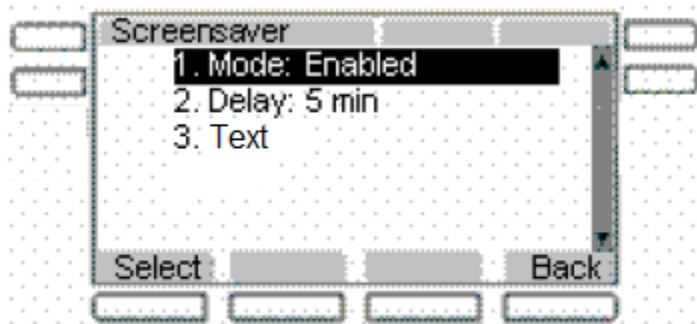 Screensaver
1. Mode: Enabled
2. Delay: 5 min
3. Text
Select Back